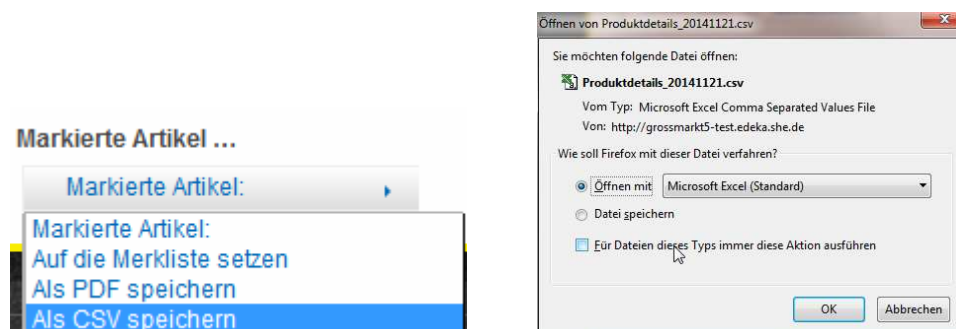 Markierte Artikel ...
Markierte Artikel:
Markierte Artikel:
Auf die Merkliste setzen
Als PDF speichern
Als CSV speichern
Öffnen von Produktdetails_20141121.csv
Sie möchten folgende Datei öffnen:
Produktdetails_20141121.csv
Vom Typ: Microsoft Excel Comma Separated Values File
Von: http://grossmarkt5-test.edeka.she.de
Wie soll Firefox mit dieser Datei verfahren?
Öffnen mit Microsoft Excel (Standard)
Datei speichern
Für Dateien dieses Typs immer diese Aktion ausführen
OK Abbrechen